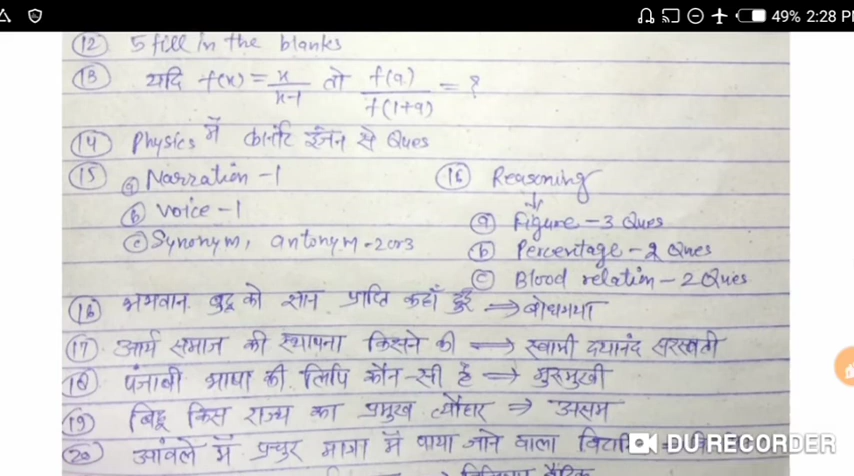 49% 2:28 PM
(12) 5 fill in the blanks
(13) यदि f(x) = x/x-1 तो f(a)/f(1+a) = ?
(14) Physics में कार्नाट इंजन से Ques
(15) (a) Narration - 1
(b) voice - 1
(c) Synonym, antonym - 2 or 3
(16) Reasoning
(a) Figure - 3 Ques
(b) Percentage - 2 Ques
(c) Blood relation - 2 Ques
(16) भगवान बुद्ध को ज्ञान प्राप्ति कहाँ हुई ⇒ बोधगया
(17) आर्य समाज की स्थापना किसने की ⇒ स्वामी दयानंद सरस्वती
(18) पंजाबी भाषा की लिपि कौन सी है ⇒ गुरुमुखी
(19) बिहू किस राज्य का प्रमुख त्यौहार ⇒ असम
(20) आंवले में प्रचुर मात्रा में पाया जाने वाला
DU RECORDER